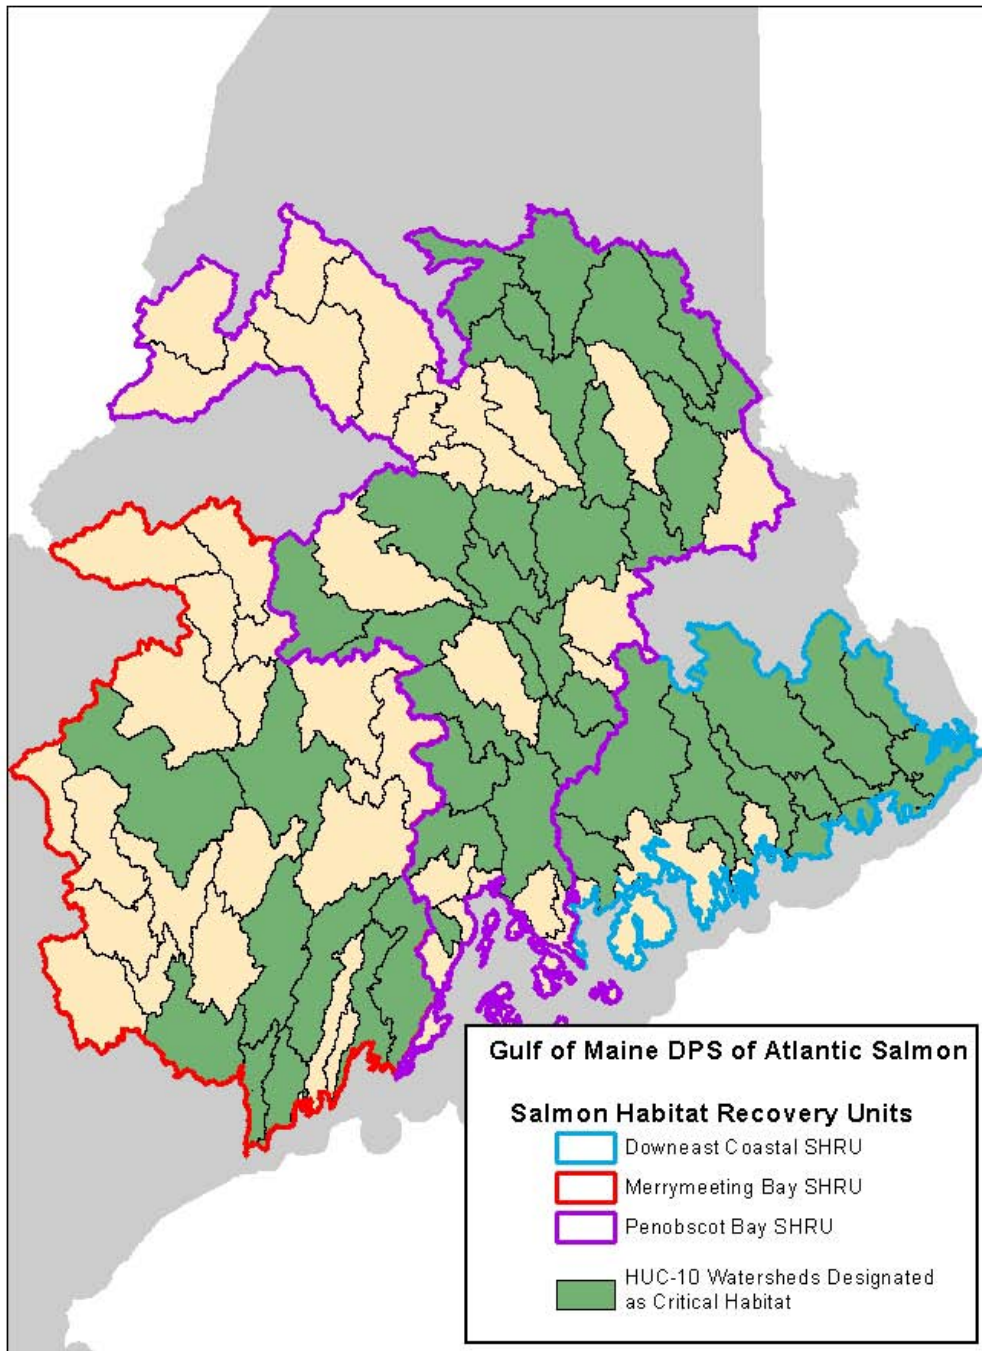 Gulf of Maine DPS of Atlantic Salmon
Salmon Habitat Recovery Units
Downeast Coastal SHRU
Merrymeeting Bay SHRU
Penobscot Bay SHRU
HUC-10 Watersheds Designated
as Critical Habitat